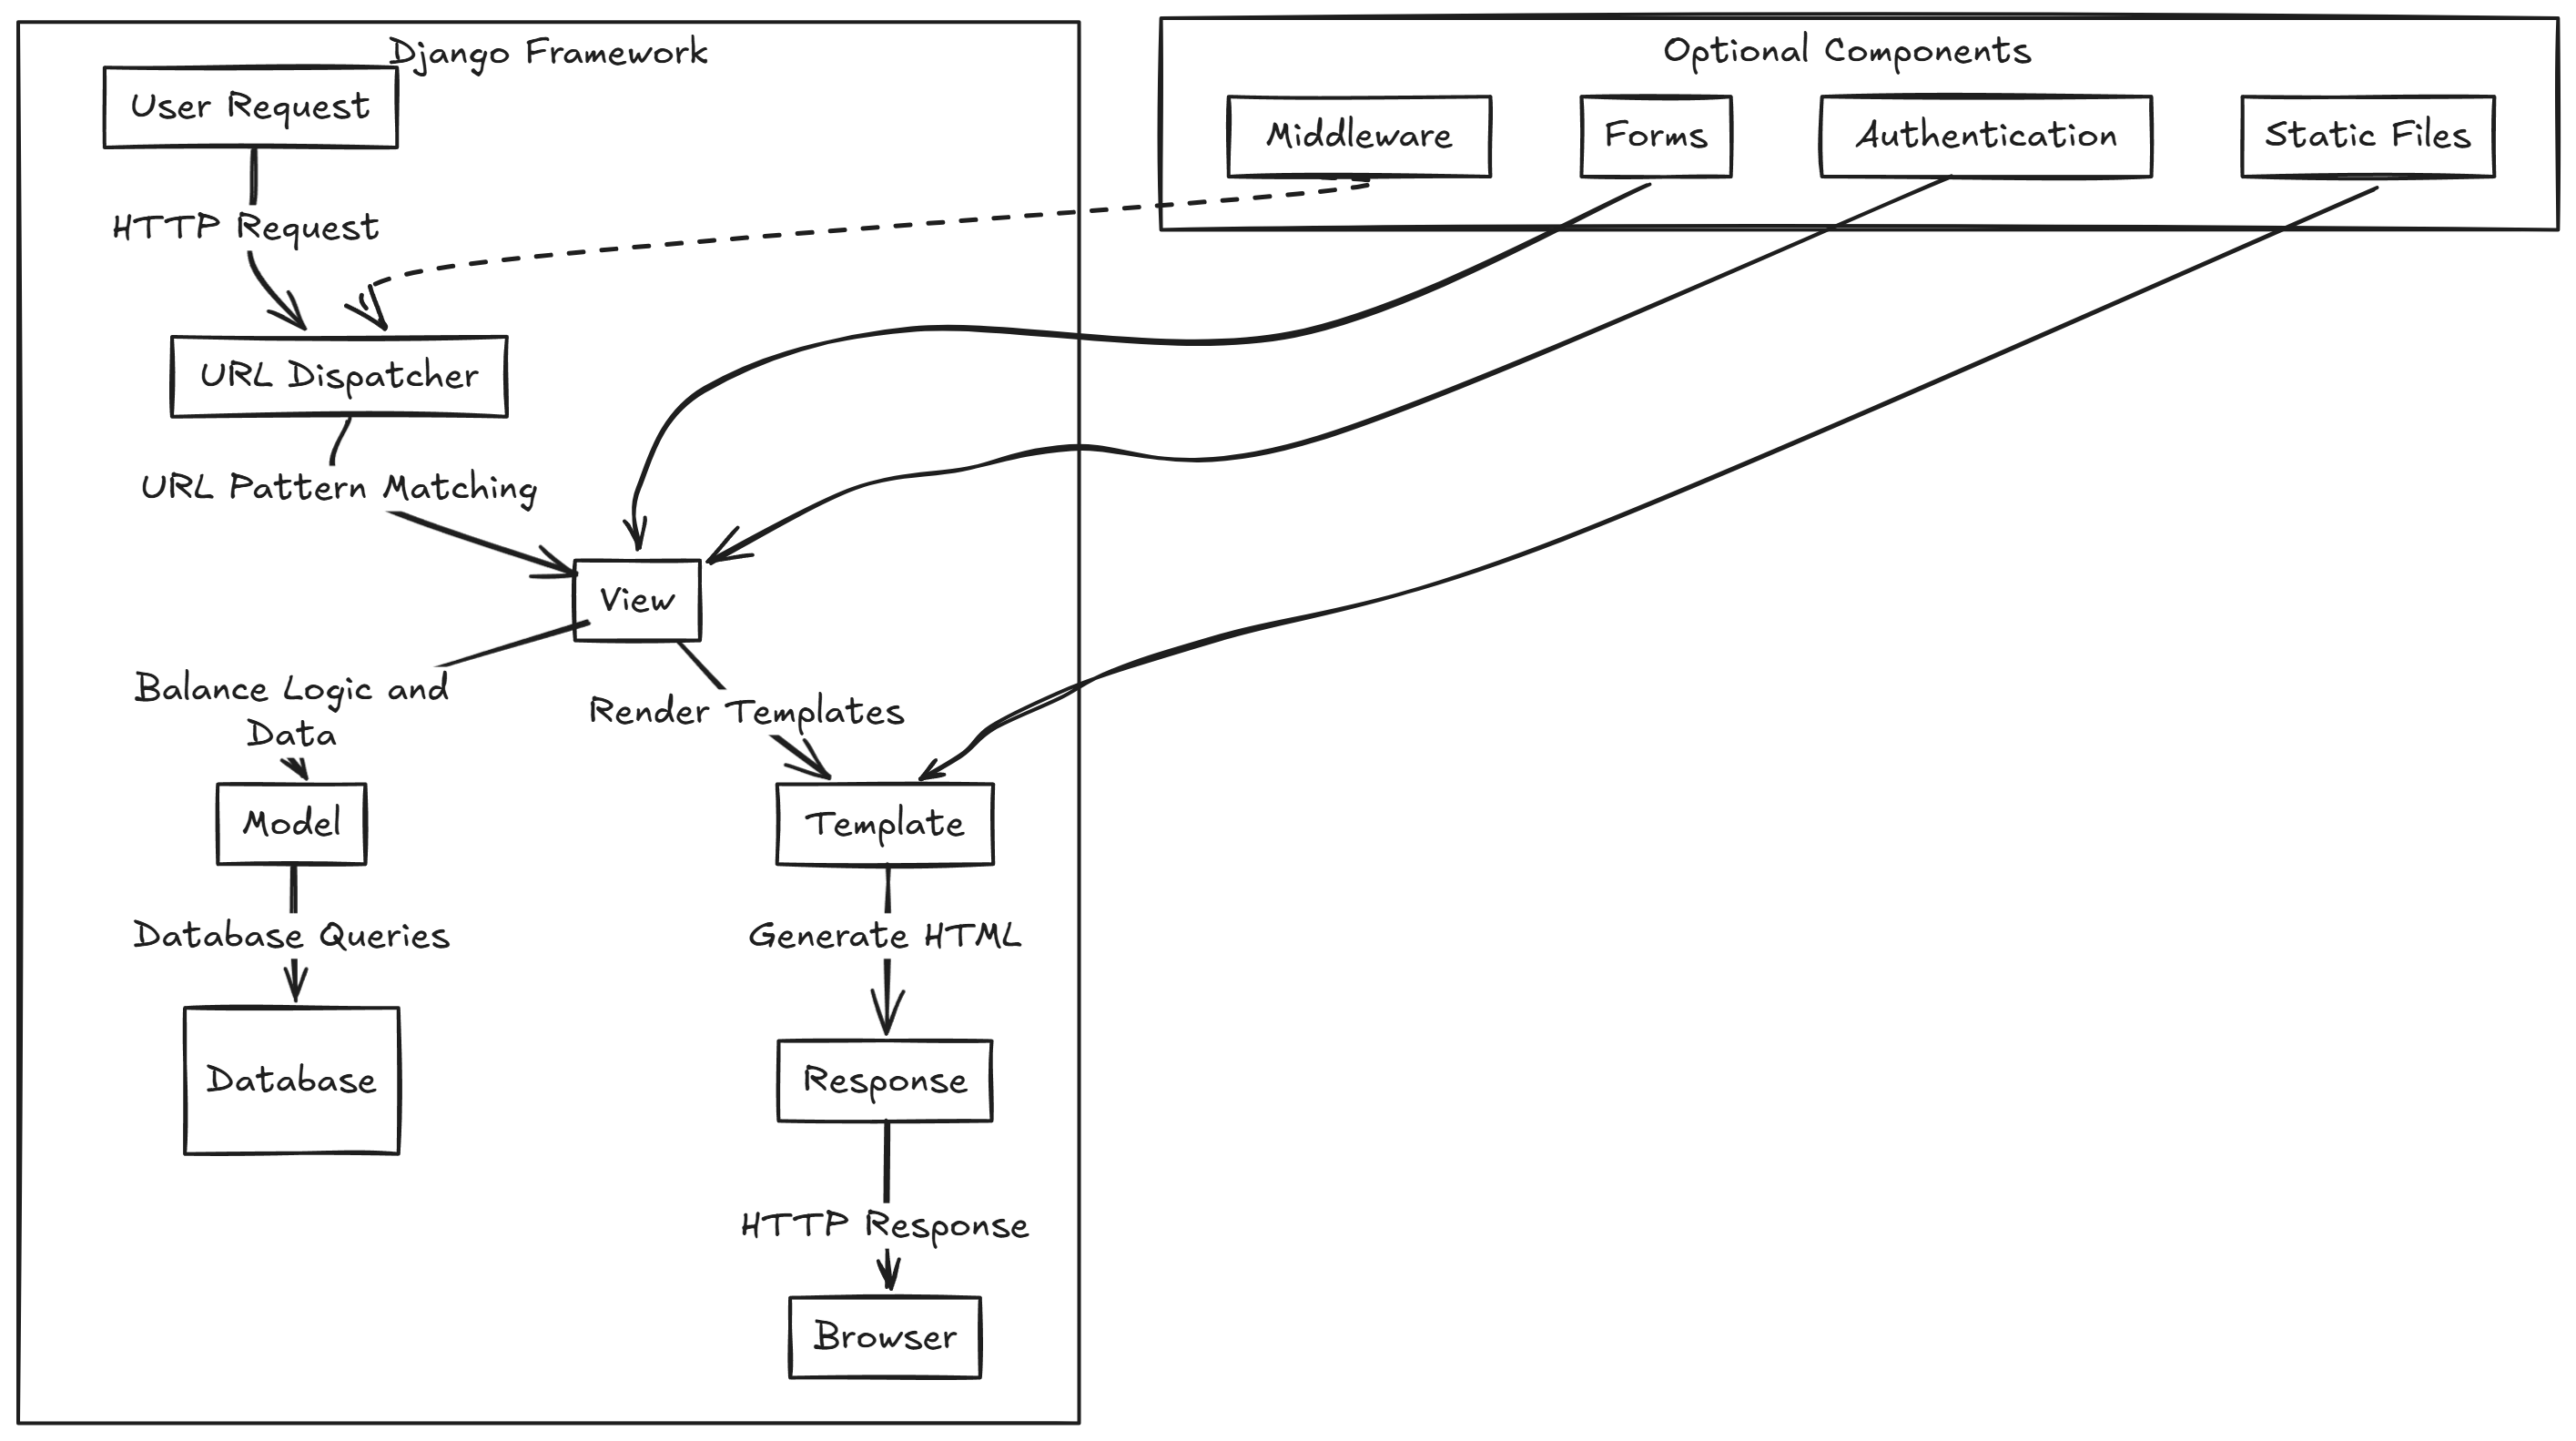 Django Framework
User Request
HTTP Request
URL Dispatcher
URL Pattern Matching
View
Balance Logic and
Data
Render Templates
Model
Template
Database Queries
Generate HTML
Database
Response
HTTP Response
Browser
Optional Components
Middleware
Forms
Authentication
Static Files